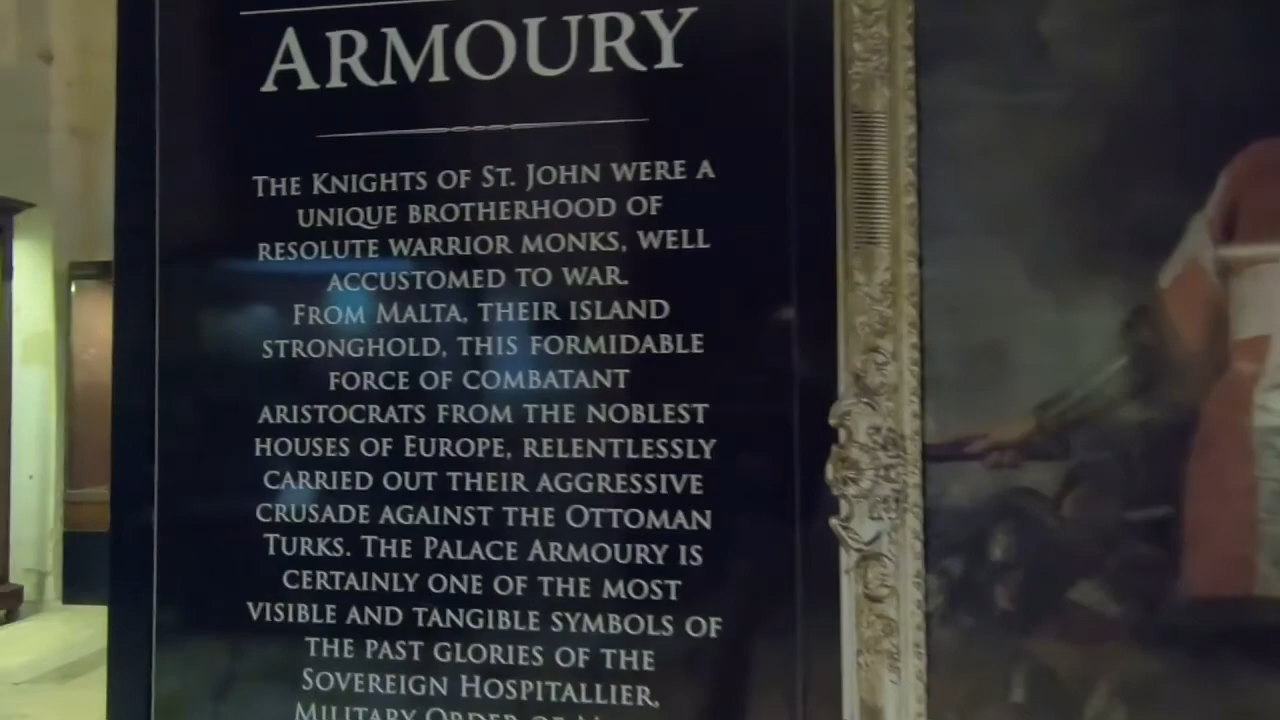 ARMOURY
THE KNIGHTS OF ST. JOHN WERE A
UNIQUE BROTHERHOOD OF
RESOLUTE WARRIOR MONKS, WELL
ACCUSTOMED TO WAR.
FROM MALTA, THEIR ISLAND
STRONGHOLD, THIS FORMIDABLE
FORCE OF COMBATANT
ARISTOCRATS FROM THE NOBLEST
HOUSES OF EUROPE, RELENTLESSLY
CARRIED OUT THEIR AGGRESSIVE
CRUSADE AGAINST THE OTTOMAN
TURKS. THE PALACE ARMOURY IS
CERTAINLY ONE OF THE MOST
VISIBLE AND TANGIBLE SYMBOLS OF
THE PAST GLORIES OF THE
SOVEREIGN HOSPITALLIER,
MILITARY ORDER OF